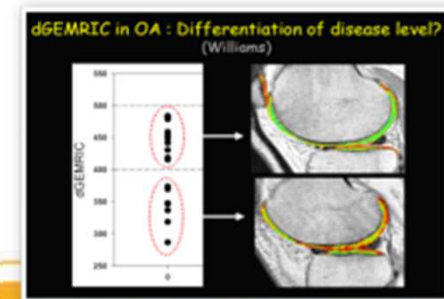 dGEMRIC in OA : Differentiation of disease level?
(Williams)
550
500
450
400
350
300
250
dGEMRIC
0